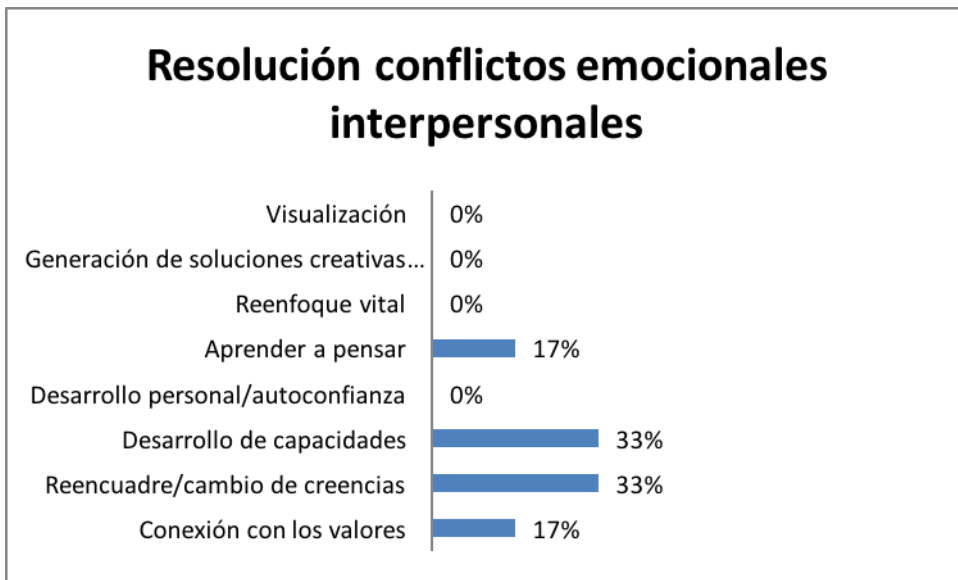 Resolución conflictos emocionales
interpersonales
Visualización 0%
Generación de soluciones creativas... 0%
Reenfoque vital 0%
Aprender a pensar 17%
Desarrollo personal/autoconfianza 0%
Desarrollo de capacidades 33%
Reencuadre/cambio de creencias 33%
Conexión con los valores 17%